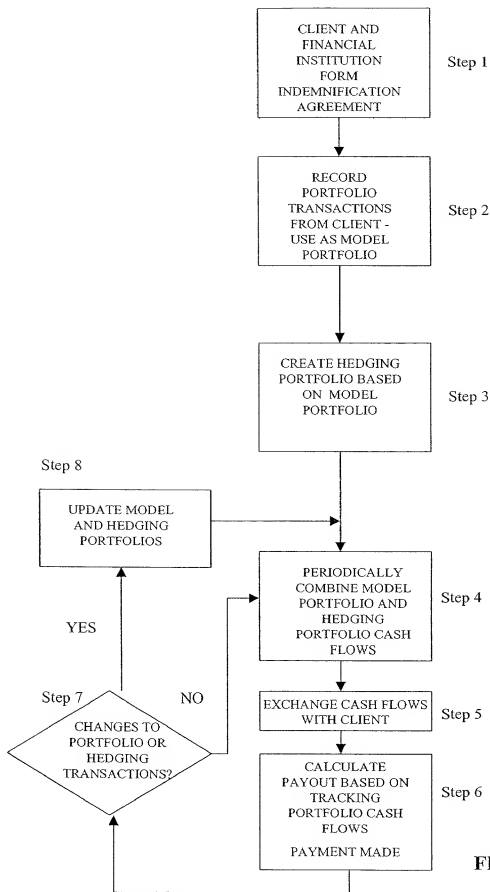 CLIENT AND
FINANCIAL
INSTITUTION
FORM
INDEMNIFICATION
AGREEMENT
Step 1
RECORD
PORTFOLIO
TRANSACTIONS
FROM CLIENT -
USE AS MODEL
PORTFOLIO
Step 2
CREATE HEDGING
PORTFOLIO BASED
ON MODEL
PORTFOLIO
Step 3
Step 8
UPDATE MODEL
AND HEDGING
PORTFOLIOS
PERIODICALLY
COMBINE MODEL
PORTFOLIO AND
HEDGING
PORTFOLIO CASH
FLOWS
Step 4
YES
Step 7
NO
CHANGES TO
PORTFOLIO OR
HEDGING
TRANSACTIONS?
EXCHANGE CASH FLOWS
WITH CLIENT
Step 5
CALCULATE
PAYOUT BASED ON
TRACKING
PORTFOLIO CASH
FLOWS
PAYMENT MADE
Step 6